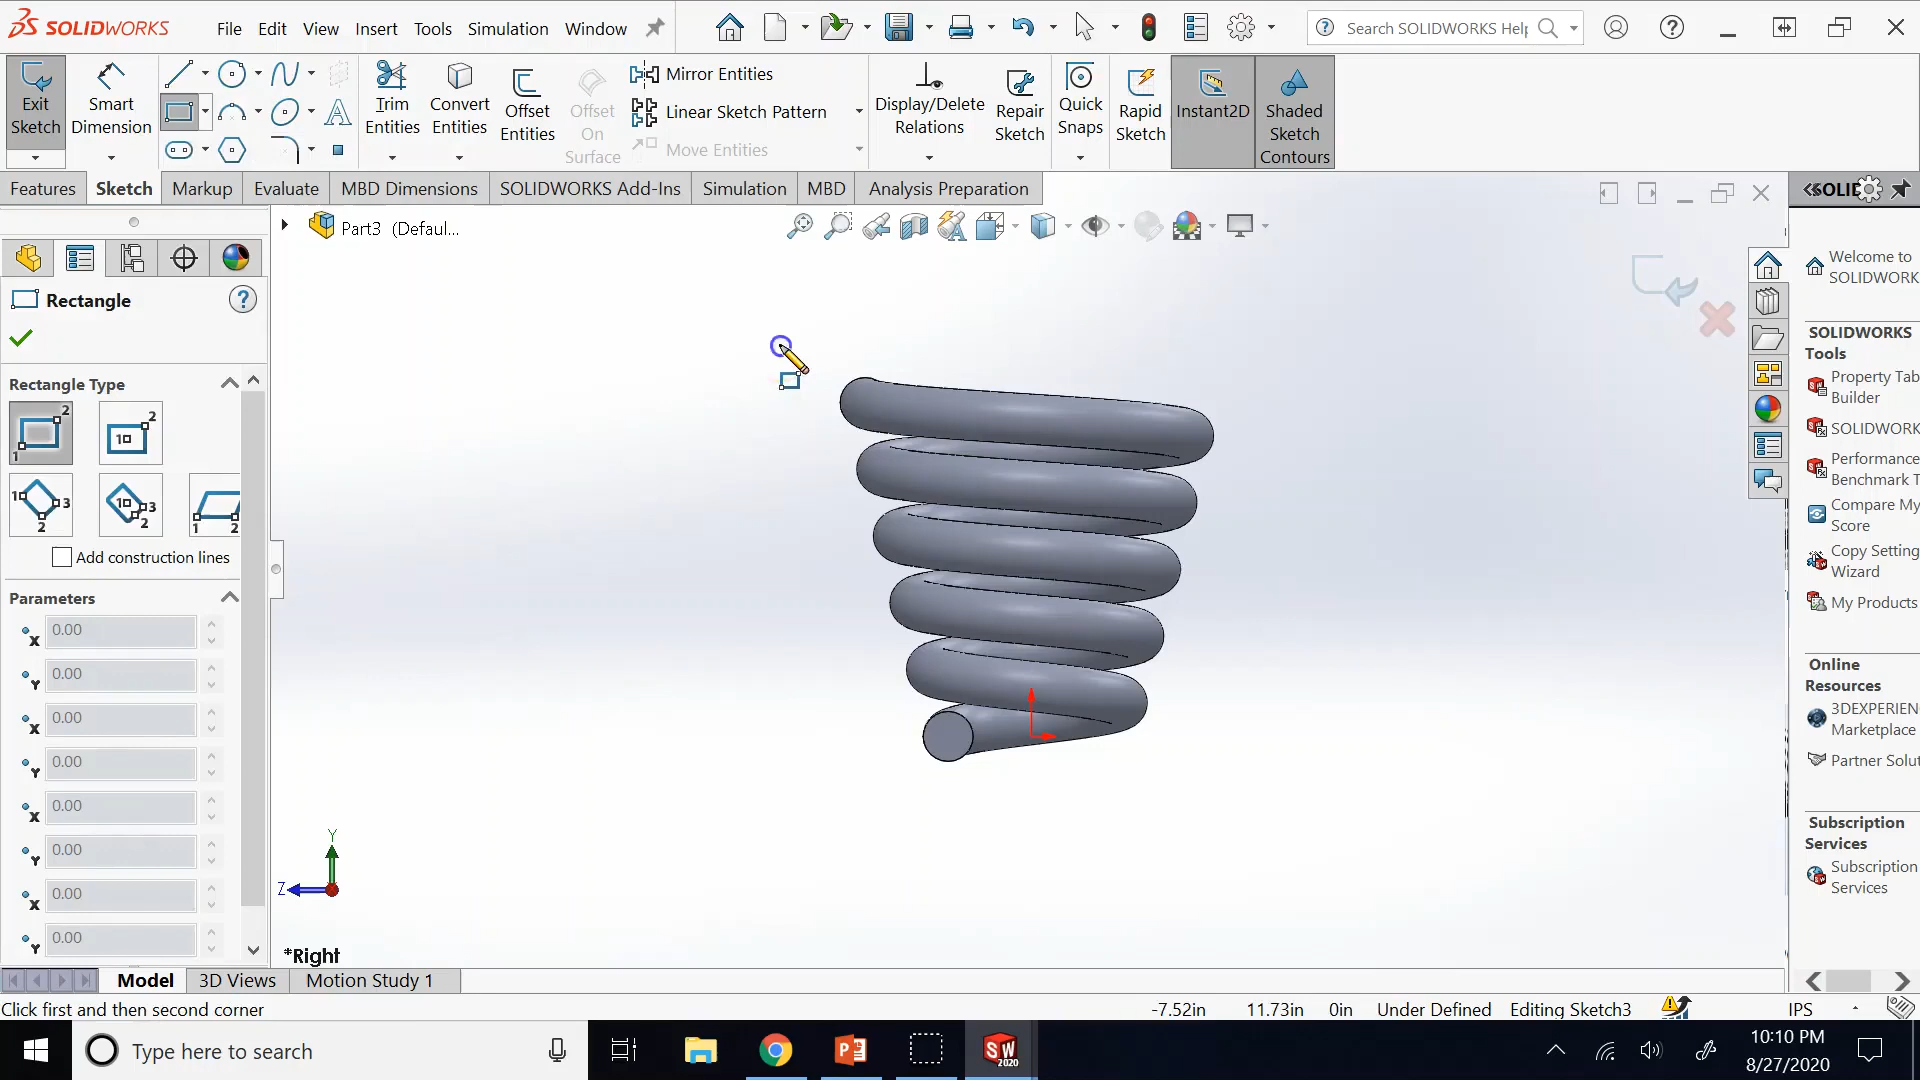 SOLIDWORKS File Edit View Insert Tools Simulation Window Search SOLIDWORKS Help
Exit Sketch
Smart Dimension
Trim Entities
Convert Entities
Offset Entities
Offset On Surface
Mirror Entities
Linear Sketch Pattern
Move Entities
Display/Delete Relations
Repair Sketch
Quick Snaps
Rapid Sketch
Instant2D
Shaded Sketch Contours
Features Sketch Markup Evaluate MBD Dimensions SOLIDWORKS Add-Ins Simulation MBD Analysis Preparation
Part3 (Defaul...
Rectangle
Rectangle Type
Add construction lines
Parameters
X 0.00
Y 0.00
X 0.00
Y 0.00
X 0.00
Y 0.00
X 0.00
Y 0.00
Y
Z
*Right
Welcome to
SOLIDWORK
SOLIDWORKS
Tools
Property Tab
Builder
SOLIDWORK
Performance
Benchmark T
Compare My
Score
Copy Setting
Wizard
My Products
Online
Resources
3DEXPERIEN
Marketplace
Partner Solu
Subscription
Services
Subscription
Services
Model 3D Views Motion Study 1
Click first and then second corner -7.52in 11.73in 0in Under Defined Editing Sketch3 IPS
Type here to search
SW
2020
10:10 PM
8/27/2020